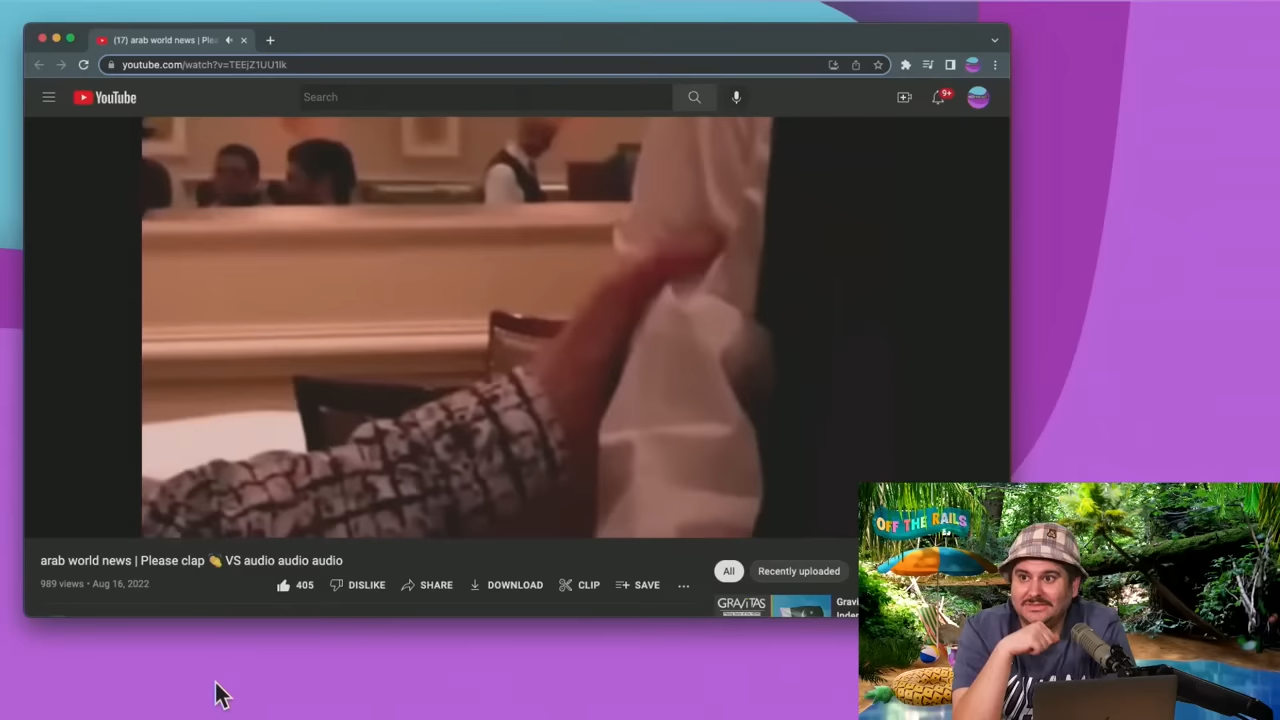 (17) arab world news | Plea
youtube.com/watch?v=TEEjZ1UU1lk
YouTube
Search
9+
arab world news | Please clap 👏 VS audio audio audio
989 views • Aug 16, 2022
405
DISLIKE
SHARE
DOWNLOAD
CLIP
SAVE
All
Recently uploaded
GRAVITAS
Gravi
OFF THE RAILS